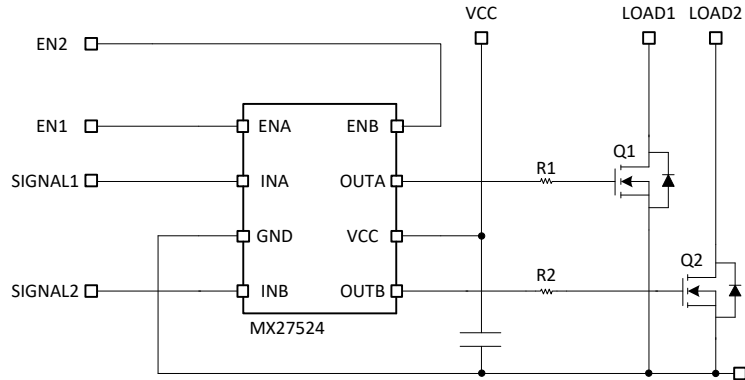 VCC LOAD1 LOAD2
EN2
EN1 ENA ENB
Q1
SIGNAL1 INA OUTA R1
GND VCC
Q2
SIGNAL2 INB OUTB R2
MX27524